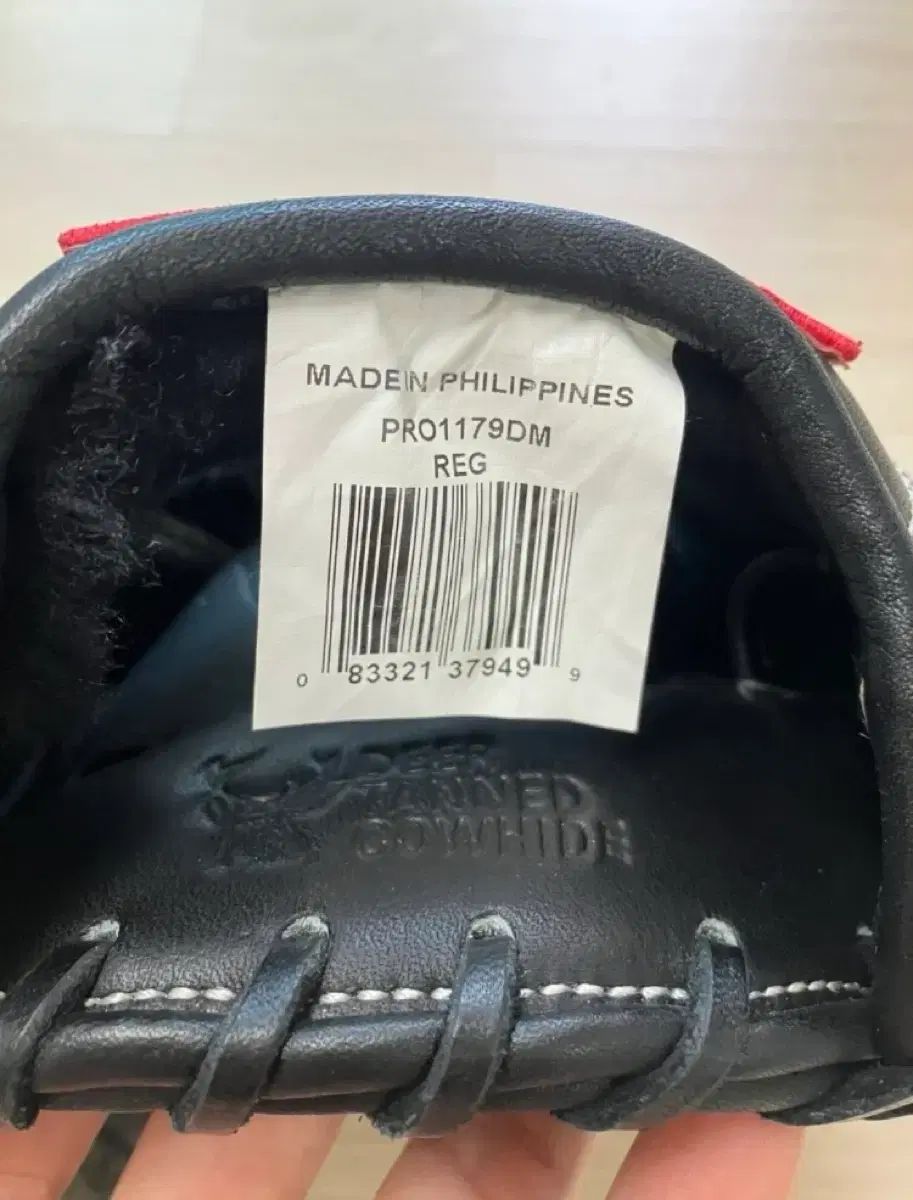 MADEIN PHILIPPINES
PRO1179DM
REG
0 83321 37949 9
DEER
TANNED
COWHIDE